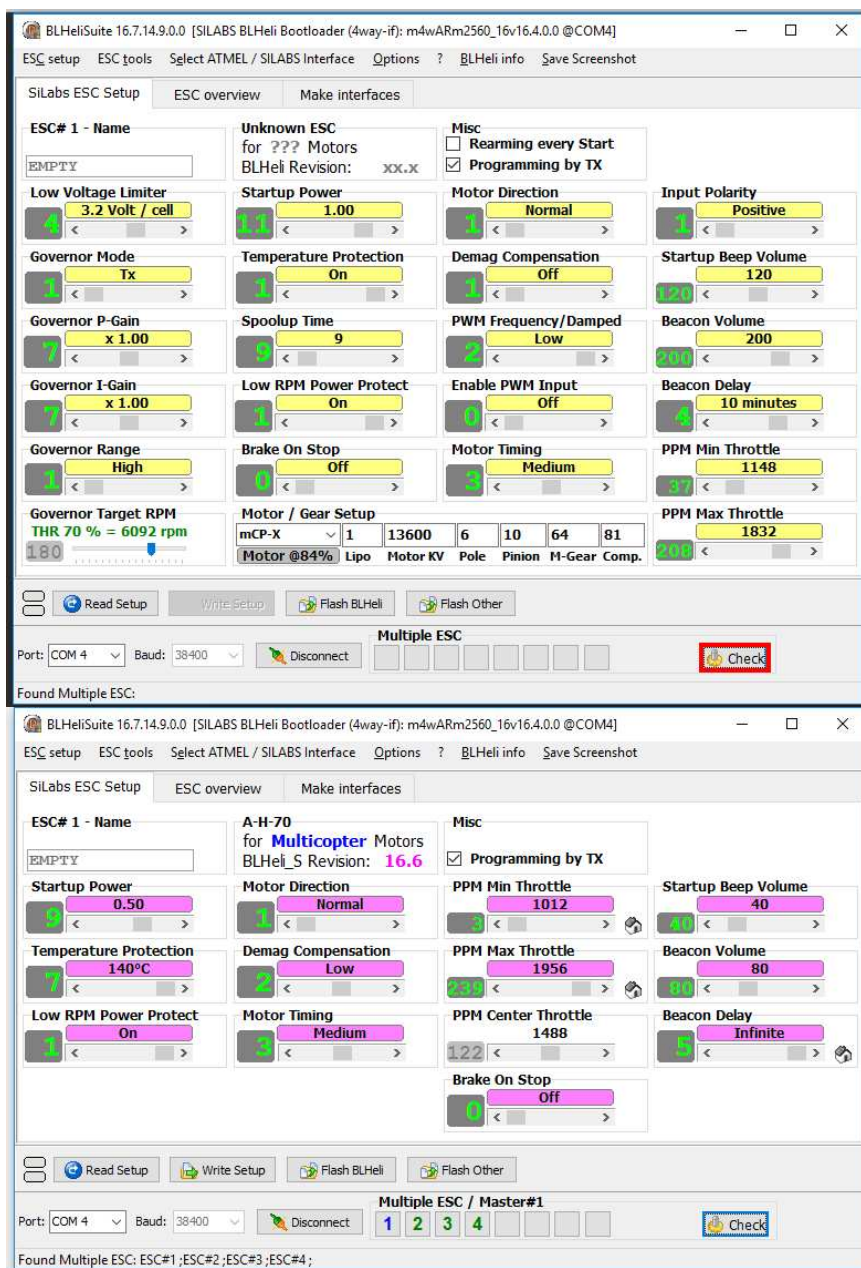 BLHeliSuite 16.7.14.9.0.0 [SILABS BLHeli Bootloader (4way-if): m4wARm2560_16v16.4.0.0 @COM4]
ESC setup ESC tools Select ATMEL / SILABS Interface Options ? BLHeli info Save Screenshot
SiLabs ESC Setup ESC overview Make interfaces
ESC# 1 - Name Unknown ESC Misc
for ??? Motors Rearming every Start
EMPTY BLHeli Revision: xx.x Programming by TX
Low Voltage Limiter Startup Power Motor Direction Input Polarity
4 3.2 Volt / cell 11 1.00 1 Normal 1 Positive
Governor Mode Temperature Protection Demag Compensation Startup Beep Volume
1 Tx 1 On 1 Off 120 120
Governor P-Gain Spoolup Time PWM Frequency/Damped Beacon Volume
7 x 1.00 9 9 2 Low 200 200
Governor I-Gain Low RPM Power Protect Enable PWM Input Beacon Delay
7 x 1.00 1 On 0 Off 4 10 minutes
Governor Range Brake On Stop Motor Timing PPM Min Throttle
1 High 0 Off 3 Medium 37 1148
Governor Target RPM Motor / Gear Setup PPM Max Throttle
THR 70 % = 6092 rpm mCP-X 1 13600 6 10 64 81 1832
180 Motor @84% Lipo Motor KV Pole Pinion M-Gear Comp. 208
Read Setup Write Setup Flash BLHeli Flash Other
Multiple ESC
Port: COM 4 Baud: 38400 Disconnect Check
Found Multiple ESC:
BLHeliSuite 16.7.14.9.0.0 [SILABS BLHeli Bootloader (4way-if): m4wARm2560_16v16.4.0.0 @COM4]
ESC setup ESC tools Select ATMEL / SILABS Interface Options ? BLHeli info Save Screenshot
SiLabs ESC Setup ESC overview Make interfaces
ESC# 1 - Name A-H-70 Misc
for Multicopter Motors
EMPTY BLHeli_S Revision: 16.6 Programming by TX
Startup Power Motor Direction PPM Min Throttle Startup Beep Volume
9 0.50 1 Normal 3 1012 40 40
Temperature Protection Demag Compensation PPM Max Throttle Beacon Volume
7 140°C 2 Low 239 1956 80 80
Low RPM Power Protect Motor Timing PPM Center Throttle Beacon Delay
1 On 3 Medium 122 1488 5 Infinite
Brake On Stop
0 Off
Read Setup Write Setup Flash BLHeli Flash Other
Multiple ESC / Master#1
Port: COM 4 Baud: 38400 Disconnect 1 2 3 4 Check
Found Multiple ESC: ESC#1 ;ESC#2 ;ESC#3 ;ESC#4 ;